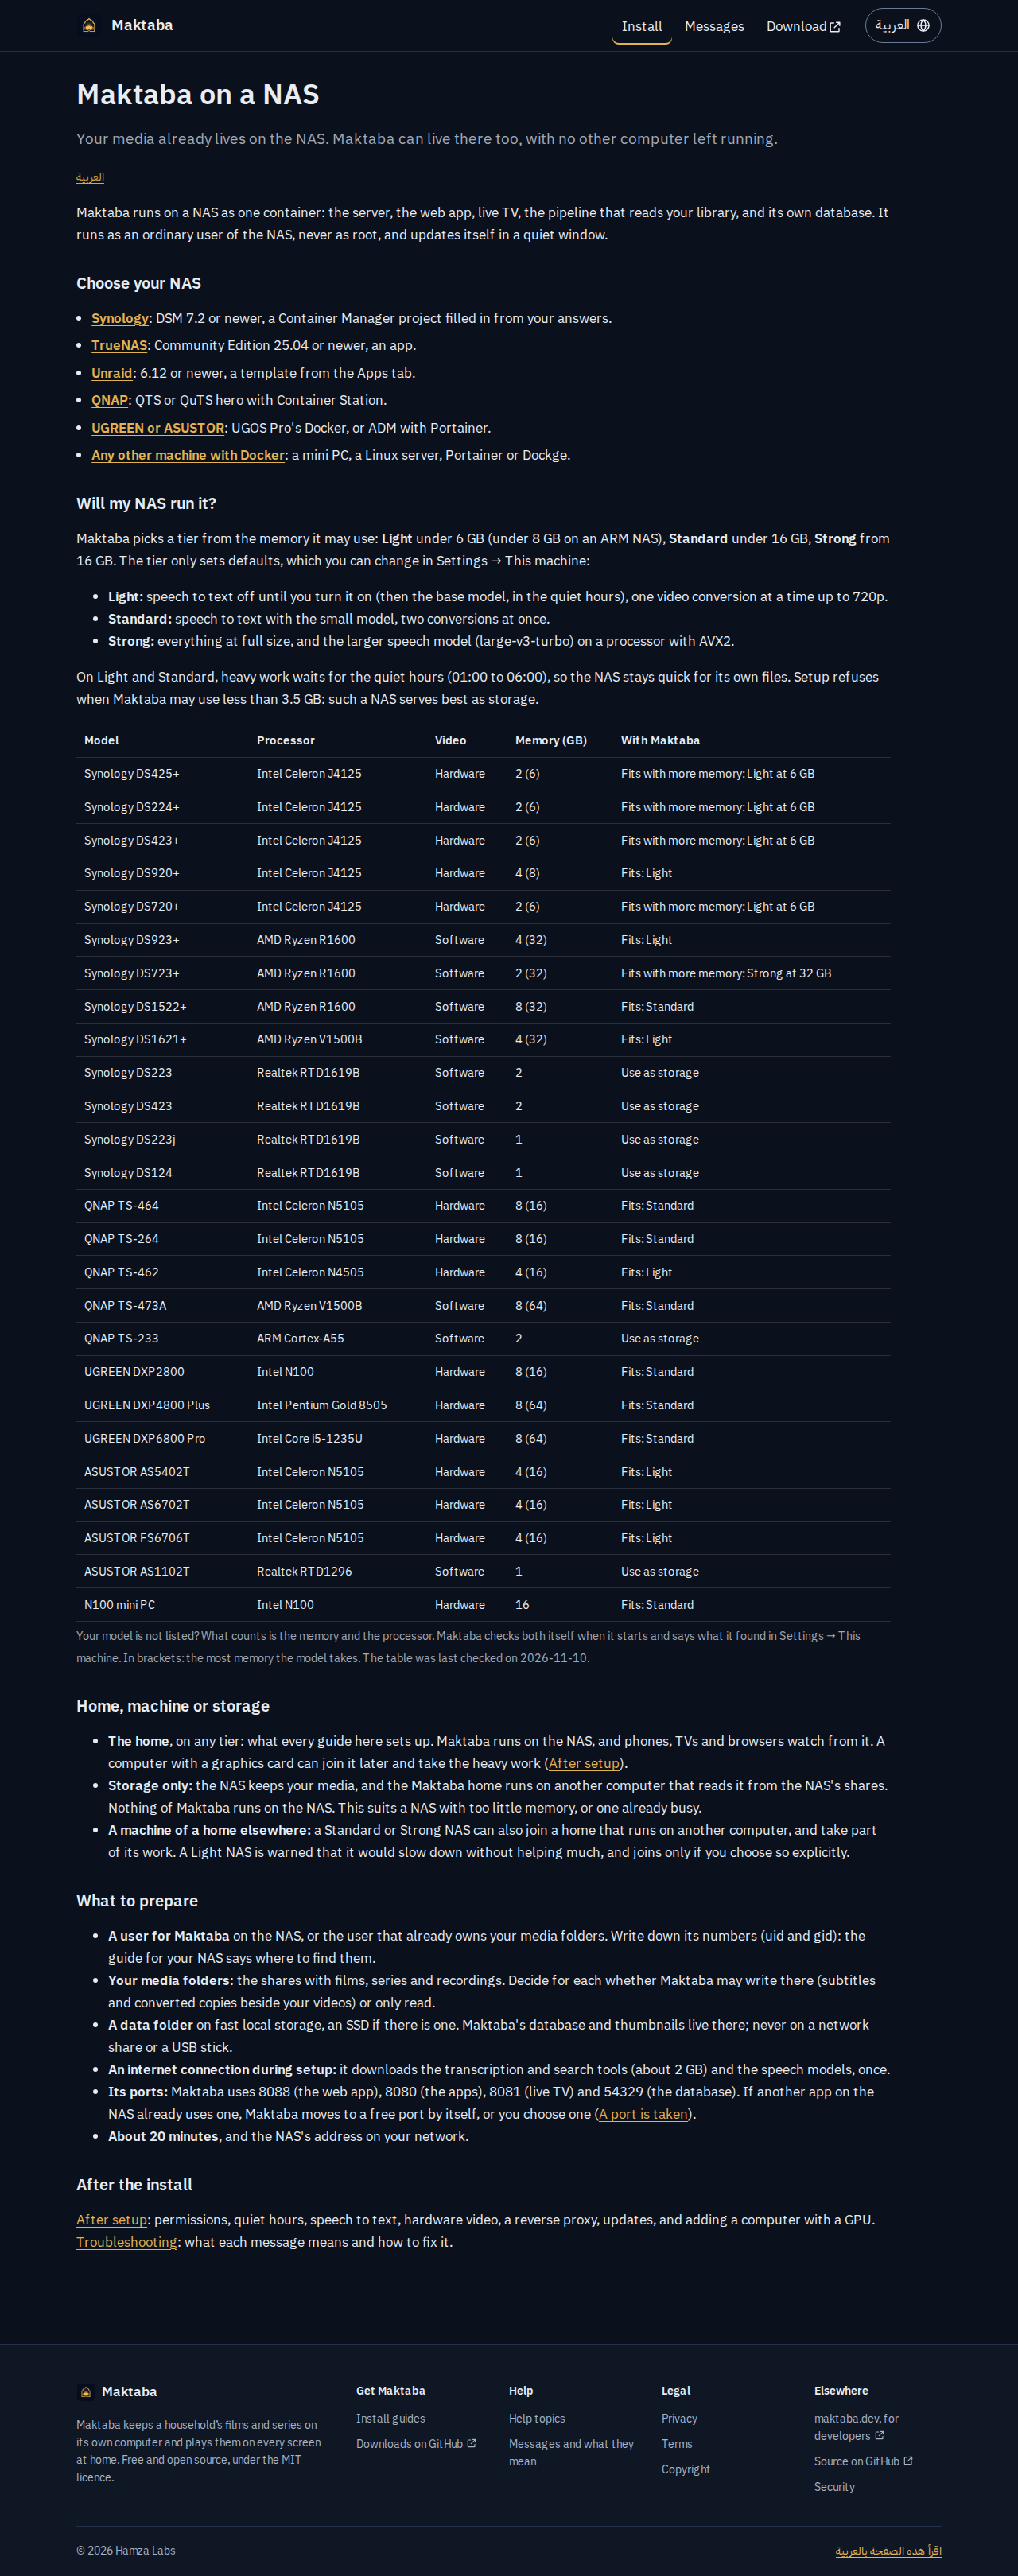 Maktaba
Install Messages Download العربية
Maktaba on a NAS
Your media already lives on the NAS. Maktaba can live there too, with no other computer left running.
العربية
Maktaba runs on a NAS as one container: the server, the web app, live TV, the pipeline that reads your library, and its own database. It
runs as an ordinary user of the NAS, never as root, and updates itself in a quiet window.
Choose your NAS
Synology: DSM 7.2 or newer, a Container Manager project filled in from your answers.
TrueNAS: Community Edition 25.04 or newer, an app.
Unraid: 6.12 or newer, a template from the Apps tab.
QNAP: QTS or QuTS hero with Container Station.
UGREEN or ASUSTOR: UGOS Pro's Docker, or ADM with Portainer.
Any other machine with Docker: a mini PC, a Linux server, Portainer or Dockge.
Will my NAS run it?
Maktaba picks a tier from the memory it may use: Light under 6 GB (under 8 GB on an ARM NAS), Standard under 16 GB, Strong from
16 GB. The tier only sets defaults, which you can change in Settings → This machine:
Light: speech to text off until you turn it on (then the base model, in the quiet hours), one video conversion at a time up to 720p.
Standard: speech to text with the small model, two conversions at once.
Strong: everything at full size, and the larger speech model (large-v3-turbo) on a processor with AVX2.
On Light and Standard, heavy work waits for the quiet hours (01:00 to 06:00), so the NAS stays quick for its own files. Setup refuses
when Maktaba may use less than 3.5 GB: such a NAS serves best as storage.
Model Processor Video Memory (GB) With Maktaba
Synology DS425+ Intel Celeron J4125 Hardware 2 (6) Fits with more memory: Light at 6 GB
Synology DS224+ Intel Celeron J4125 Hardware 2 (6) Fits with more memory: Light at 6 GB
Synology DS423+ Intel Celeron J4125 Hardware 2 (6) Fits with more memory: Light at 6 GB
Synology DS920+ Intel Celeron J4125 Hardware 4 (8) Fits: Light
Synology DS720+ Intel Celeron J4125 Hardware 2 (6) Fits with more memory: Light at 6 GB
Synology DS923+ AMD Ryzen R1600 Software 4 (32) Fits: Light
Synology DS723+ AMD Ryzen R1600 Software 2 (32) Fits with more memory: Strong at 32 GB
Synology DS1522+ AMD Ryzen R1600 Software 8 (32) Fits: Standard
Synology DS1621+ AMD Ryzen V1500B Software 4 (32) Fits: Light
Synology DS223 Realtek RTD1619B Software 2 Use as storage
Synology DS423 Realtek RTD1619B Software 2 Use as storage
Synology DS223j Realtek RTD1619B Software 1 Use as storage
Synology DS124 Realtek RTD1619B Software 1 Use as storage
QNAP TS-464 Intel Celeron N5105 Hardware 8 (16) Fits: Standard
QNAP TS-264 Intel Celeron N5105 Hardware 8 (16) Fits: Standard
QNAP TS-462 Intel Celeron N4505 Hardware 4 (16) Fits: Light
QNAP TS-473A AMD Ryzen V1500B Software 8 (64) Fits: Standard
QNAP TS-233 ARM Cortex-A55 Software 2 Use as storage
UGREEN DXP2800 Intel N100 Hardware 8 (16) Fits: Standard
UGREEN DXP4800 Plus Intel Pentium Gold 8505 Hardware 8 (64) Fits: Standard
UGREEN DXP6800 Pro Intel Core i5-1235U Hardware 8 (64) Fits: Standard
ASUSTOR AS5402T Intel Celeron N5105 Hardware 4 (16) Fits: Light
ASUSTOR AS6702T Intel Celeron N5105 Hardware 4 (16) Fits: Light
ASUSTOR FS6706T Intel Celeron N5105 Hardware 4 (16) Fits: Light
ASUSTOR AS1102T Realtek RTD1296 Software 1 Use as storage
N100 mini PC Intel N100 Hardware 16 Fits: Standard
Your model is not listed? What counts is the memory and the processor. Maktaba checks both itself when it starts and says what it found in Settings → This
machine. In brackets: the most memory the model takes. The table was last checked on 2026-11-10.
Home, machine or storage
The home, on any tier: what every guide here sets up. Maktaba runs on the NAS, and phones, TVs and browsers watch from it. A
computer with a graphics card can join it later and take the heavy work (After setup).
Storage only: the NAS keeps your media, and the Maktaba home runs on another computer that reads it from the NAS's shares.
Nothing of Maktaba runs on the NAS. This suits a NAS with too little memory, or one already busy.
A machine of a home elsewhere: a Standard or Strong NAS can also join a home that runs on another computer, and take part
of its work. A Light NAS is warned that it would slow down without helping much, and joins only if you choose so explicitly.
What to prepare
A user for Maktaba on the NAS, or the user that already owns your media folders. Write down its numbers (uid and gid): the
guide for your NAS says where to find them.
Your media folders: the shares with films, series and recordings. Decide for each whether Maktaba may write there (subtitles
and converted copies beside your videos) or only read.
A data folder on fast local storage, an SSD if there is one. Maktaba's database and thumbnails live there; never on a network
share or a USB stick.
An internet connection during setup: it downloads the transcription and search tools (about 2 GB) and the speech models, once.
Its ports: Maktaba uses 8088 (the web app), 8080 (the apps), 8081 (live TV) and 54329 (the database). If another app on the
NAS already uses one, Maktaba moves to a free port by itself, or you choose one (A port is taken).
About 20 minutes, and the NAS's address on your network.
After the install
After setup: permissions, quiet hours, speech to text, hardware video, a reverse proxy, updates, and adding a computer with a GPU.
Troubleshooting: what each message means and how to fix it.
Maktaba
Maktaba keeps a household’s films and series on
its own computer and plays them on every screen
at home. Free and open source, under the MIT
licence.
Get Maktaba
Install guides
Downloads on GitHub
Help
Help topics
Messages and what they
mean
Legal
Privacy
Terms
Copyright
Elsewhere
maktaba.dev, for
developers
Source on GitHub
Security
© 2026 Hamza Labs
اقرأ هذه الصفحة بالعربية